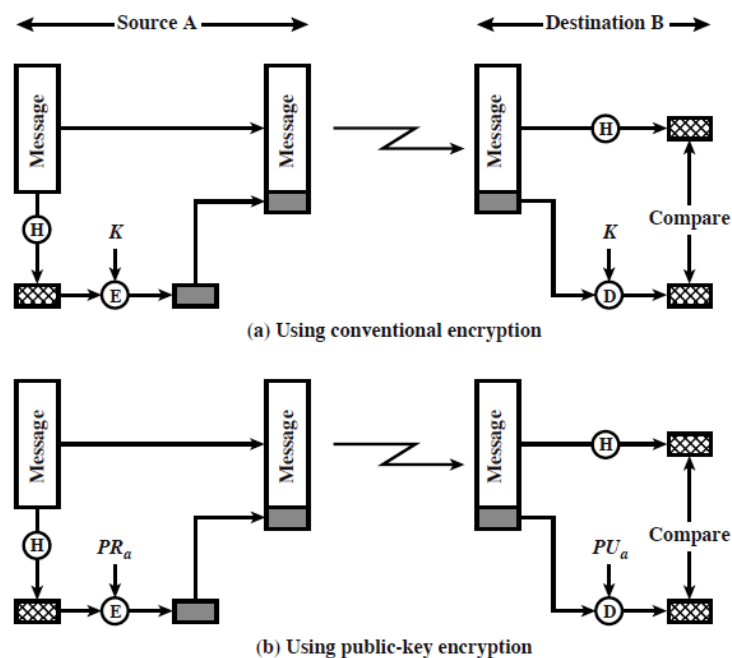 Source A
Destination B
Message
Message
Message
H
H
K
K
Compare
E
D
(a) Using conventional encryption
Message
Message
Message
H
H
PRa
PUa
Compare
E
D
(b) Using public-key encryption